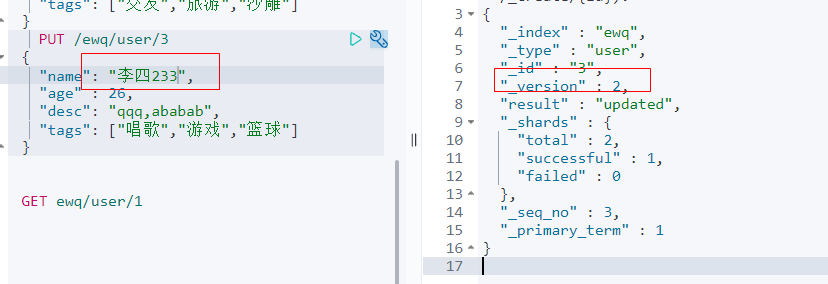 "tags": ["交友","旅游","沙雕"]
}
PUT /ewq/user/3
{
"name": "李四233",
"age": 26,
"desc": "qqq,ababab",
"tags": ["唱歌","游戏","篮球"]
}
GET ewq/user/1
3 {
4 "_index" : "ewq",
5 "_type" : "user",
6 "_id" : "3",
7 "_version" : 2,
8 "result" : "updated",
9 "_shards" : {
10 "total" : 2,
11 "successful" : 1,
12 "failed" : 0
13 },
14 "_seq_no" : 3,
15 "_primary_term" : 1
16 }
17